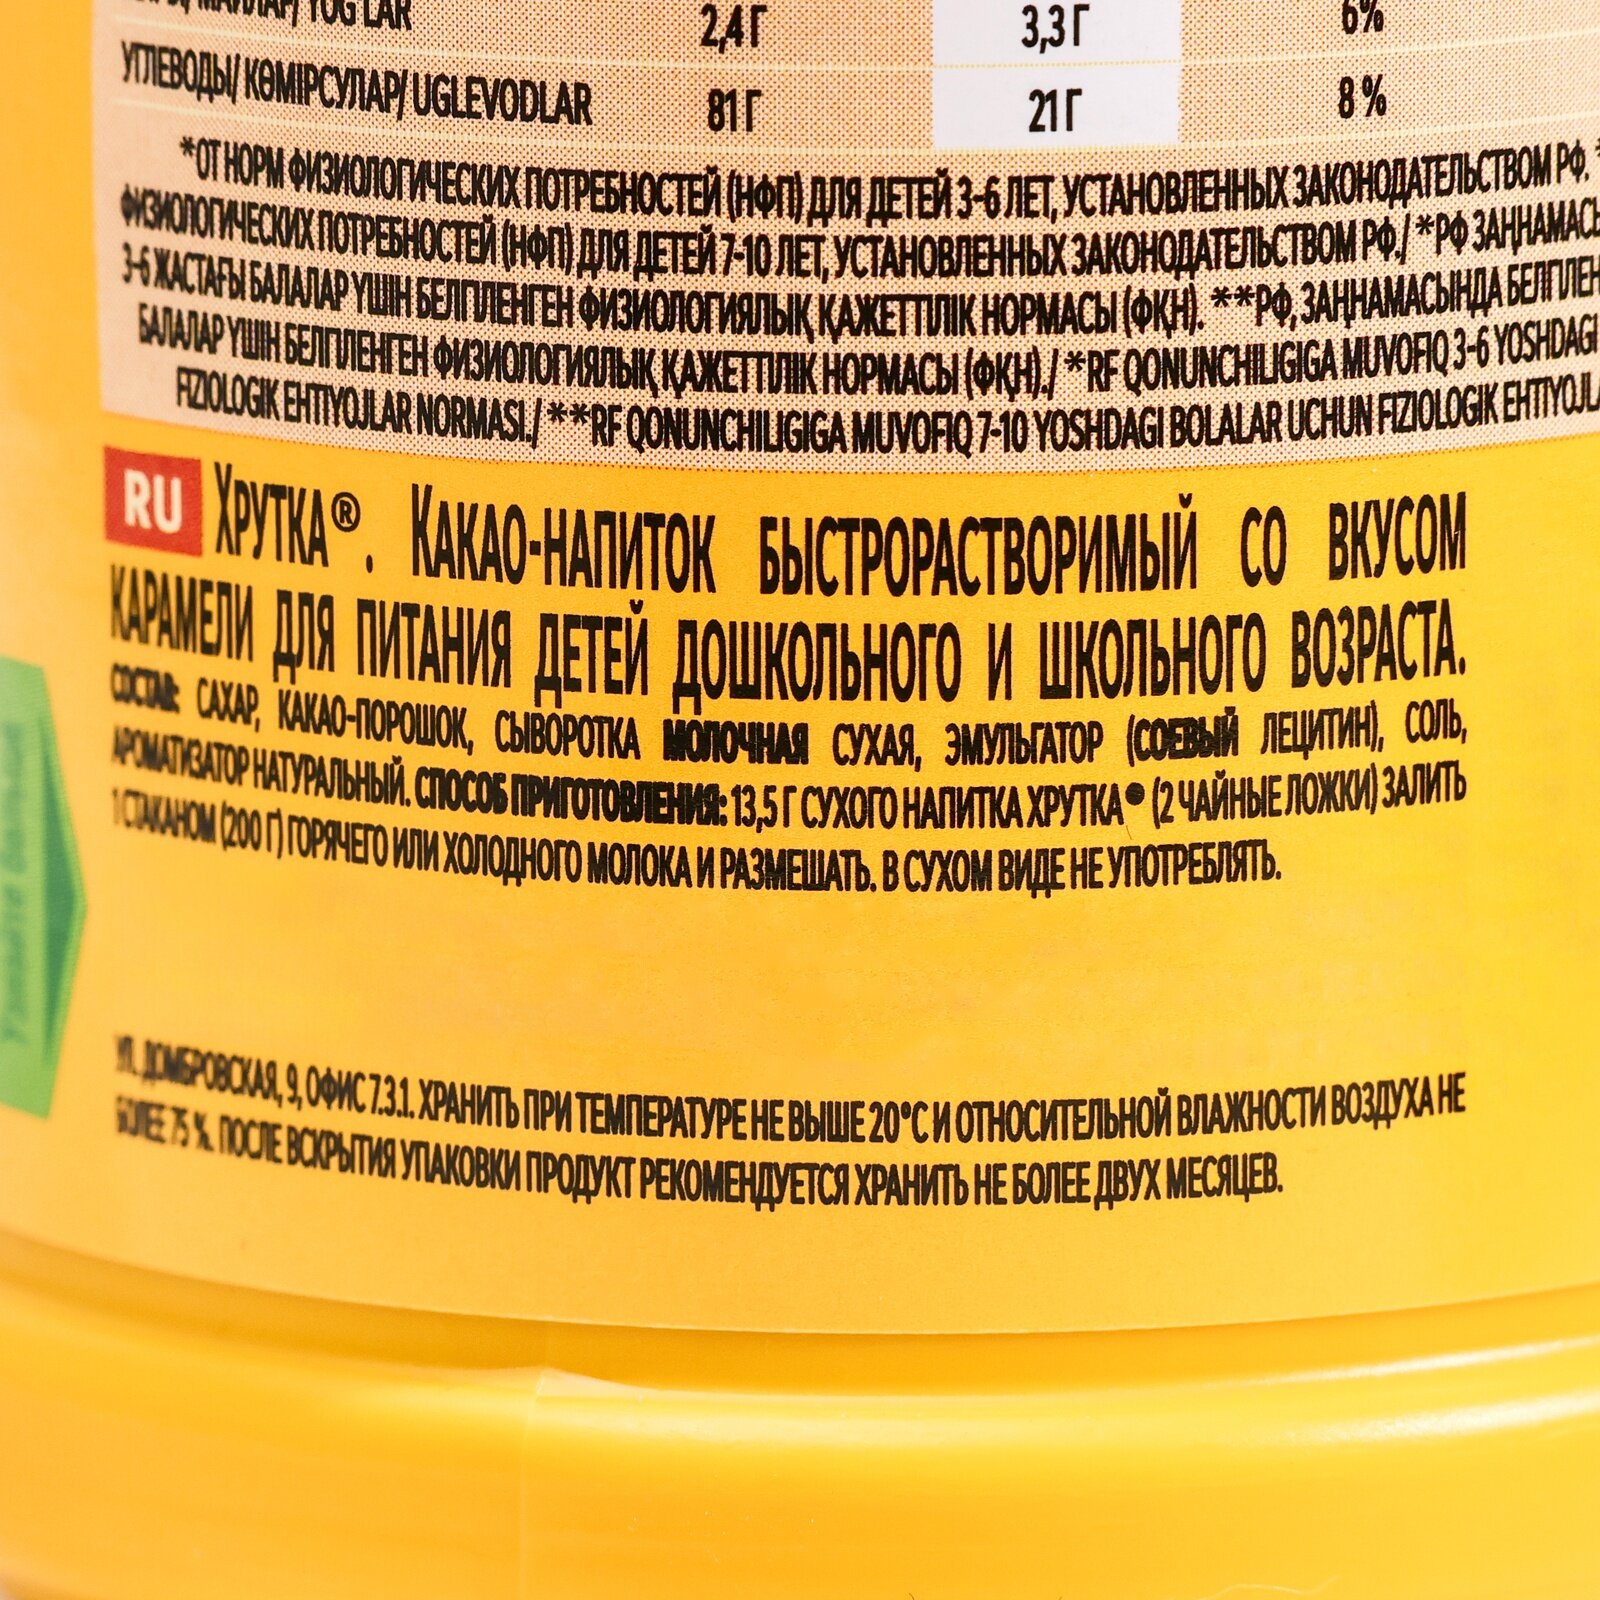 2,4 Г 3,3 Г 6%
УГЛЕВОДЫ/ КӨМІРСУЛАР/ UGLEVODLAR 81 Г 21 Г 8 %
*ОТ НОРМ ФИЗИОЛОГИЧЕСКИХ ПОТРЕБНОСТЕЙ (НФП) ДЛЯ ДЕТЕЙ 3-6 ЛЕТ, УСТАНОВЛЕННЫХ ЗАКОНОДАТЕЛЬСТВОМ РФ. *
ФИЗИОЛОГИЧЕСКИХ ПОТРЕБНОСТЕЙ (НФП) ДЛЯ ДЕТЕЙ 7-10 ЛЕТ, УСТАНОВЛЕННЫХ ЗАКОНОДАТЕЛЬСТВОМ РФ./ *РФ ЗАҢНАМАСЫ
3-6 ЖАСТАҒЫ БАЛАЛАР ҮШІН БЕЛГІЛЕНГЕН ФИЗИОЛОГИЯЛЫҚ ҚАЖЕТТІЛІК НОРМАСЫ (ФҚН). **РФ, ЗАҢНАМАСЫНДА БЕЛГІЛЕН
БАЛАЛАР ҮШІН БЕЛГІЛЕНГЕН ФИЗИОЛОГИЯЛЫҚ ҚАЖЕТТІЛІК НОРМАСЫ (ФҚН)./ *RF QONUNCHILIGIGA MUVOFIQ 3-6 YOSHDAGI
FIZIOLOGIK EHTIYOJLAR NORMASI./ **RF QONUNCHILIGIGA MUVOFIQ 7-10 YOSHDAGI BOLALAR UCHUN FIZIOLOGIK EHTIYOJLA
RU ХРУТКА®. КАКАО-НАПИТОК БЫСТРОРАСТВОРИМЫЙ СО ВКУСОМ
КАРАМЕЛИ ДЛЯ ПИТАНИЯ ДЕТЕЙ ДОШКОЛЬНОГО И ШКОЛЬНОГО ВОЗРАСТА.
СОСТАВ: САХАР, КАКАО-ПОРОШОК, СЫВОРОТКА МОЛОЧНАЯ СУХАЯ, ЭМУЛЬГАТОР (СОЕВЫЙ ЛЕЦИТИН), СОЛЬ,
АРОМАТИЗАТОР НАТУРАЛЬНЫЙ. СПОСОБ ПРИГОТОВЛЕНИЯ: 13,5 Г СУХОГО НАПИТКА ХРУТКА® (2 ЧАЙНЫЕ ЛОЖКИ) ЗАЛИТЬ
1 СТАКАНОМ (200 Г) ГОРЯЧЕГО ИЛИ ХОЛОДНОГО МОЛОКА И РАЗМЕШАТЬ. В СУХОМ ВИДЕ НЕ УПОТРЕБЛЯТЬ.
УЛ. ДОМБРОВСКАЯ, 9, ОФИС 7.3.1. ХРАНИТЬ ПРИ ТЕМПЕРАТУРЕ НЕ ВЫШЕ 20°С И ОТНОСИТЕЛЬНОЙ ВЛАЖНОСТИ ВОЗДУХА НЕ
БОЛЕЕ 75 %. ПОСЛЕ ВСКРЫТИЯ УПАКОВКИ ПРОДУКТ РЕКОМЕНДУЕТСЯ ХРАНИТЬ НЕ БОЛЕЕ ДВУХ МЕСЯЦЕВ.